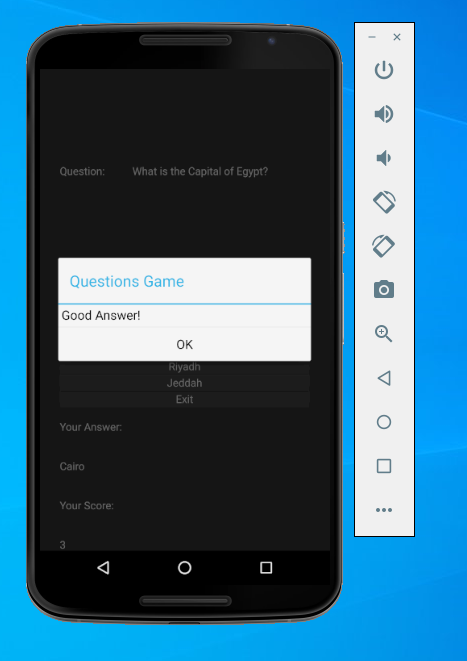 Question: What is the Capital of Egypt?
Questions Game
Good Answer!
OK
Riyadh
Jeddah
Exit
Your Answer:
Cairo
Your Score:
3